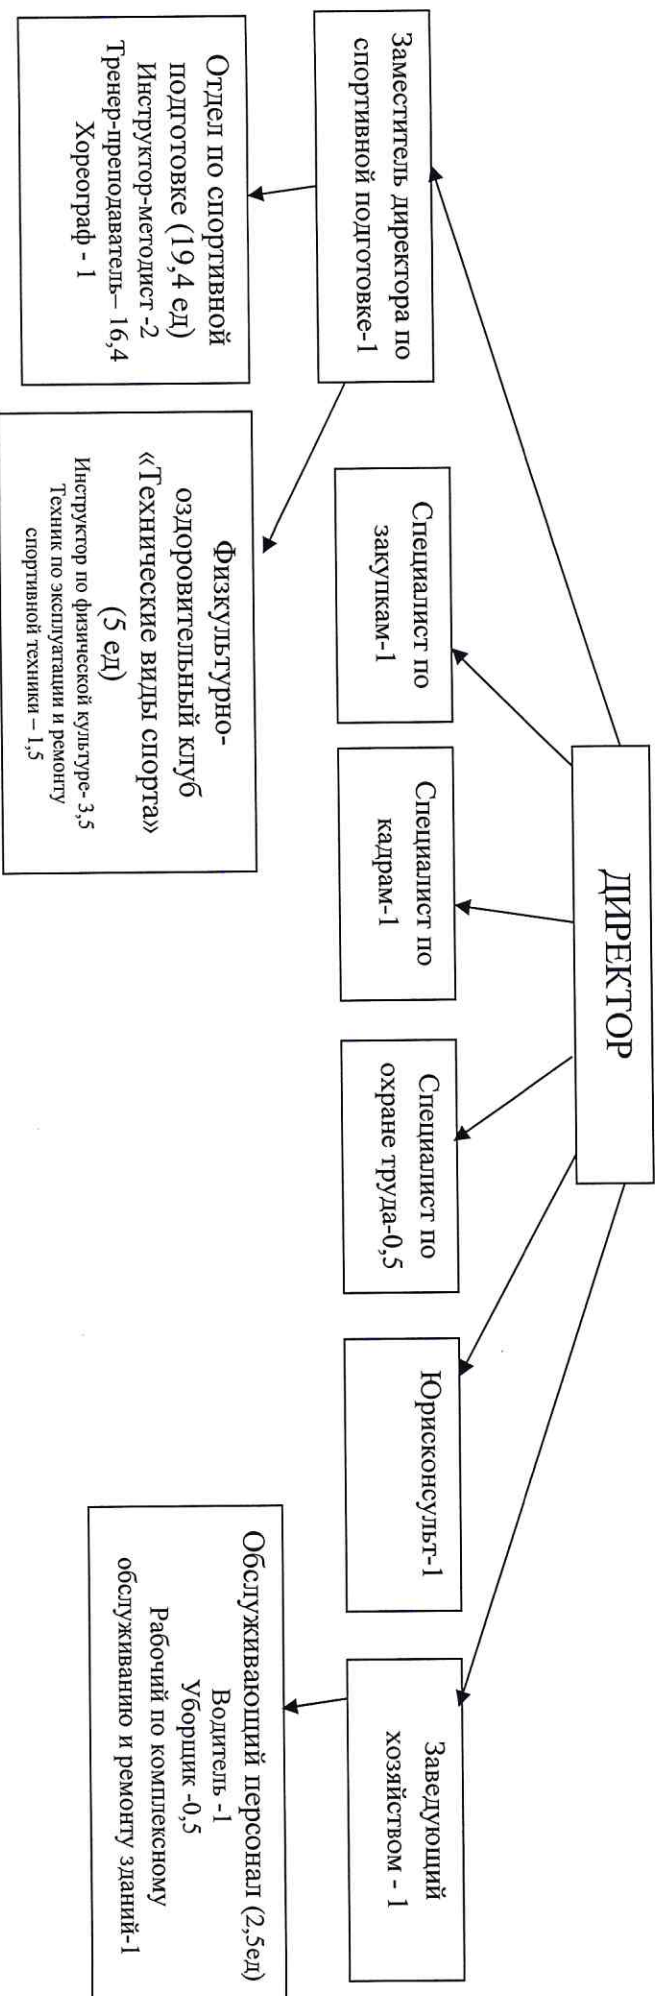 ДИРЕКТОР
Заместитель директора по
спортивной подготовке-1
Специалист по
закупкам-1
Специалист по
кадрам-1
Специалист по
охране труда-0,5
Юрисконсульт-1
Заведующий
хозяйством - 1
Отдел по спортивной
подготовке (19,4 ед)
Инструктор-методист -2
Тренер-преподаватель– 16,4
Хореограф - 1
Физкультурно-
оздоровительный клуб
«Технические виды спорта»
(5 ед)
Инструктор по физической культуре- 3,5
Техник по эксплуатации и ремонту
спортивной техники – 1,5
Обслуживающий персонал (2,5ед)
Водитель -1
Уборщик -0,5
Рабочий по комплексному
обслуживанию и ремонту зданий-1